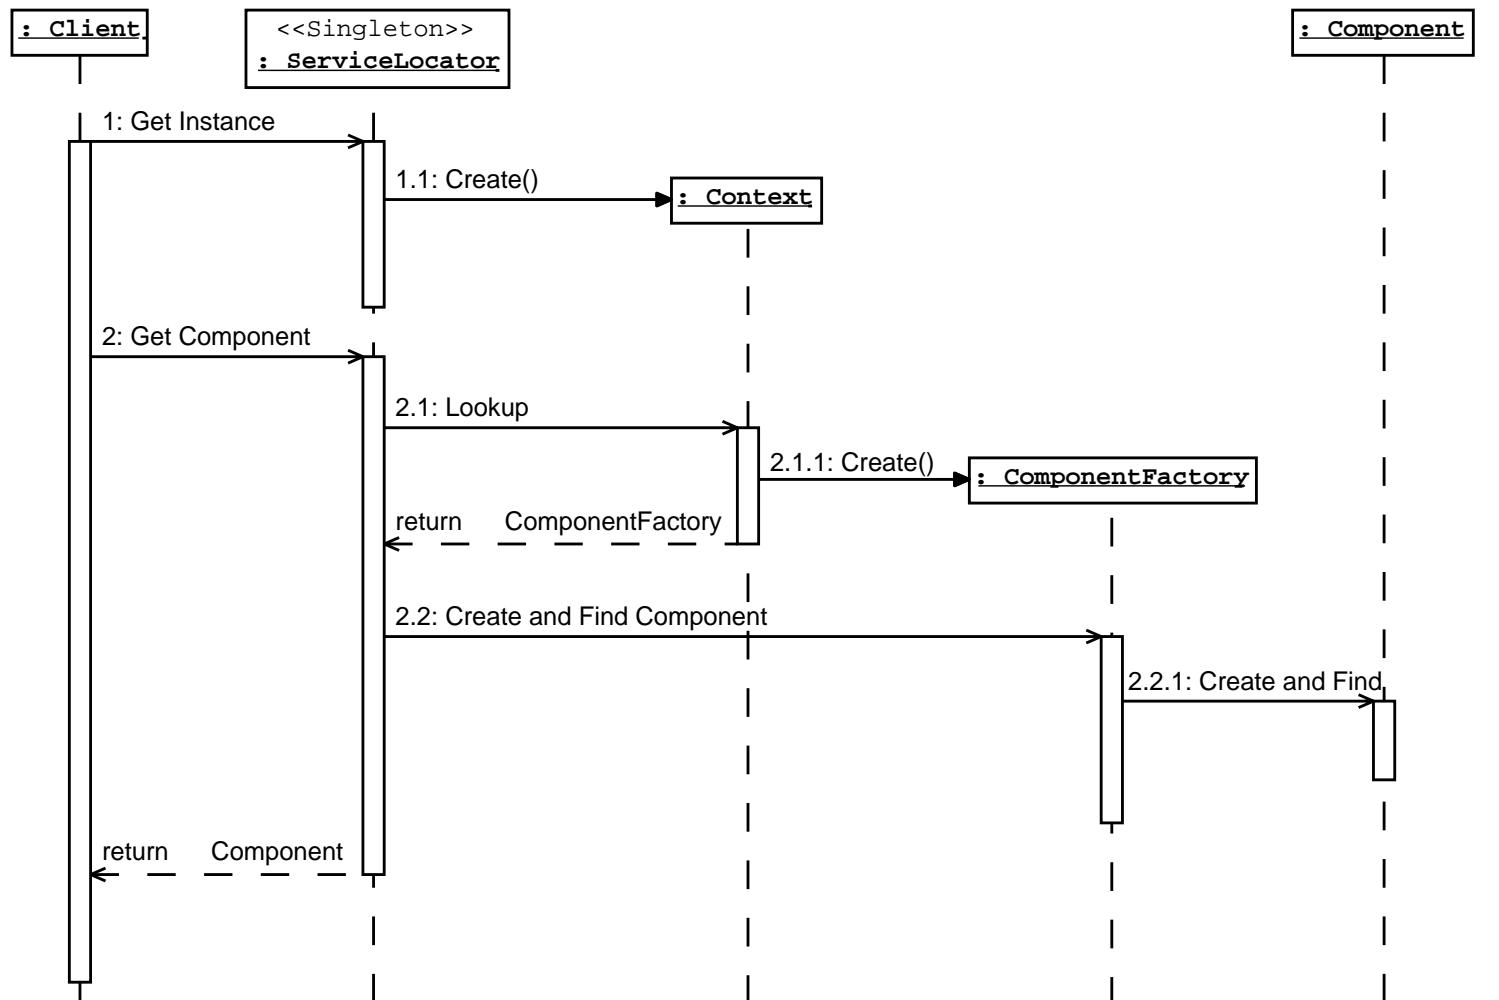 : Client
<<Singleton>>
: ServiceLocator
: Component
1: Get Instance
1.1: Create()
: Context
2: Get Component
2.1: Lookup
2.1.1: Create()
: ComponentFactory
return ComponentFactory
2.2: Create and Find Component
2.2.1: Create and Find
return Component